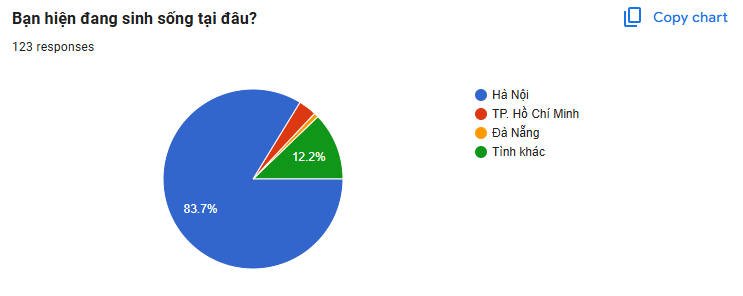 Bạn hiện đang sinh sống tại đâu?
Copy chart
123 responses
Hà Nội
TP. Hồ Chí Minh
Đà Nẵng
Tỉnh khác
12.2%
83.7%